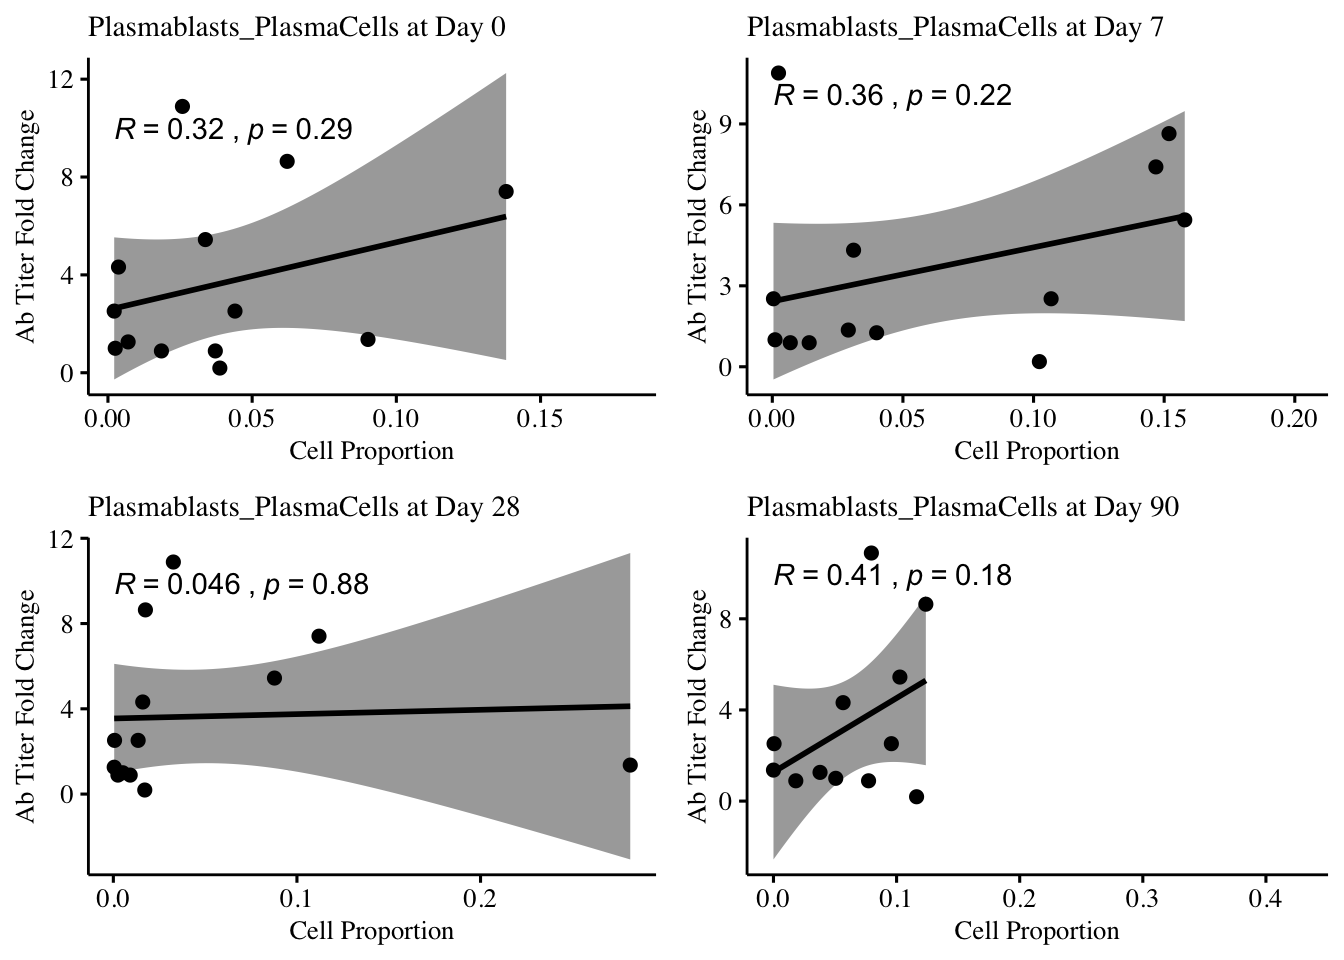 Plasmablasts_PlasmaCells at Day 0
R = 0.32 , p = 0.29
12
8
4
0
Ab Titer Fold Change
0.00 0.05 0.10 0.15
Cell Proportion
Plasmablasts_PlasmaCells at Day 7
R = 0.36 , p = 0.22
9
6
3
0
Ab Titer Fold Change
0.00 0.05 0.10 0.15 0.20
Cell Proportion
Plasmablasts_PlasmaCells at Day 28
12
R = 0.046 , p = 0.88
8
4
0
Ab Titer Fold Change
0.0 0.1 0.2
Cell Proportion
Plasmablasts_PlasmaCells at Day 90
R = 0.41 , p = 0.18
8
4
0
Ab Titer Fold Change
0.0 0.1 0.2 0.3 0.4
Cell Proportion